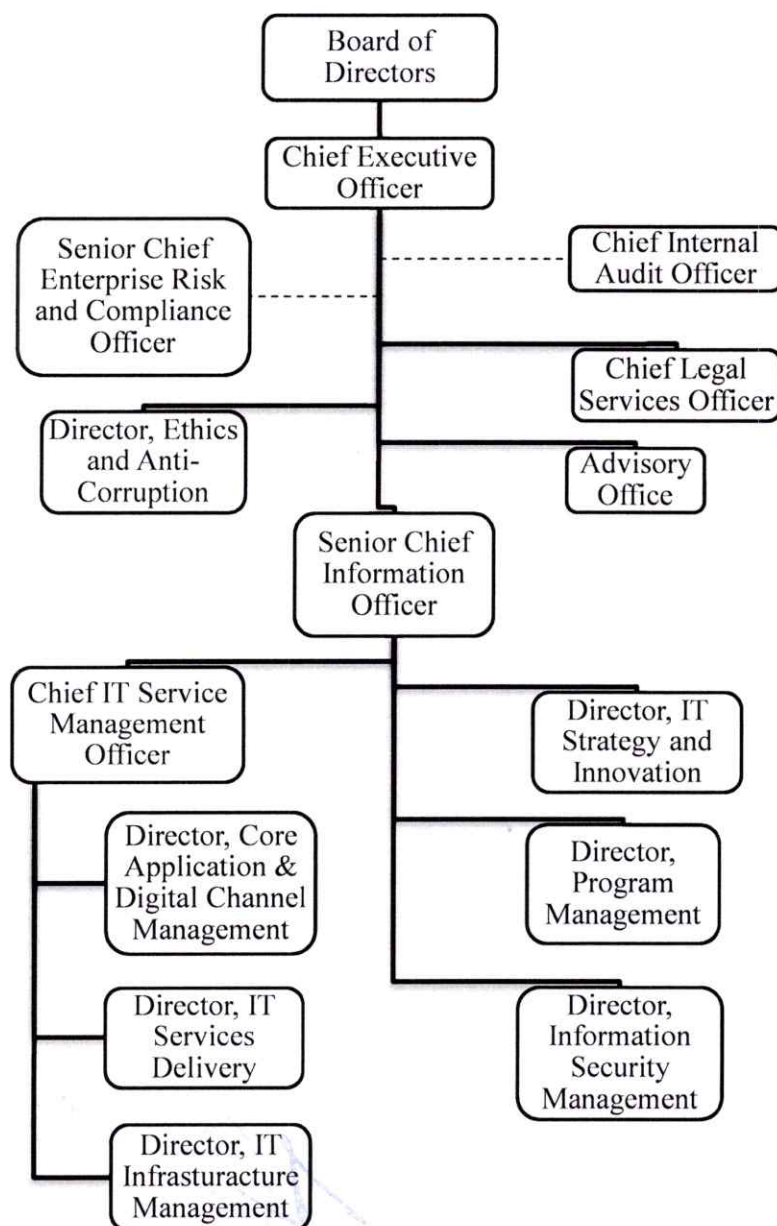 Board of
Directors
Chief Executive
Officer
Senior Chief
Enterprise Risk
and Compliance
Officer
Chief Internal
Audit Officer
Chief Legal
Services Officer
Director, Ethics
and Anti-
Corruption
Advisory
Office
Senior Chief
Information
Officer
Chief IT Service
Management
Officer
Director, IT
Strategy and
Innovation
Director, Core
Application &
Digital Channel
Management
Director,
Program
Management
Director, IT
Services
Delivery
Director,
Information
Security
Management
Director, IT
Infrasturacture
Management